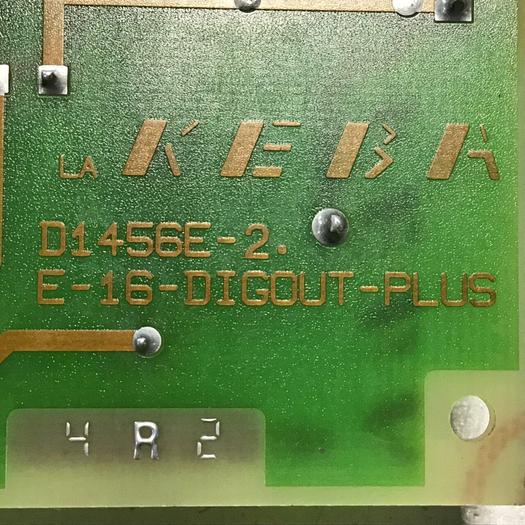 LA KEBA
D1456E-2.
E-16-DIGOUT-PLUS
4 R 2